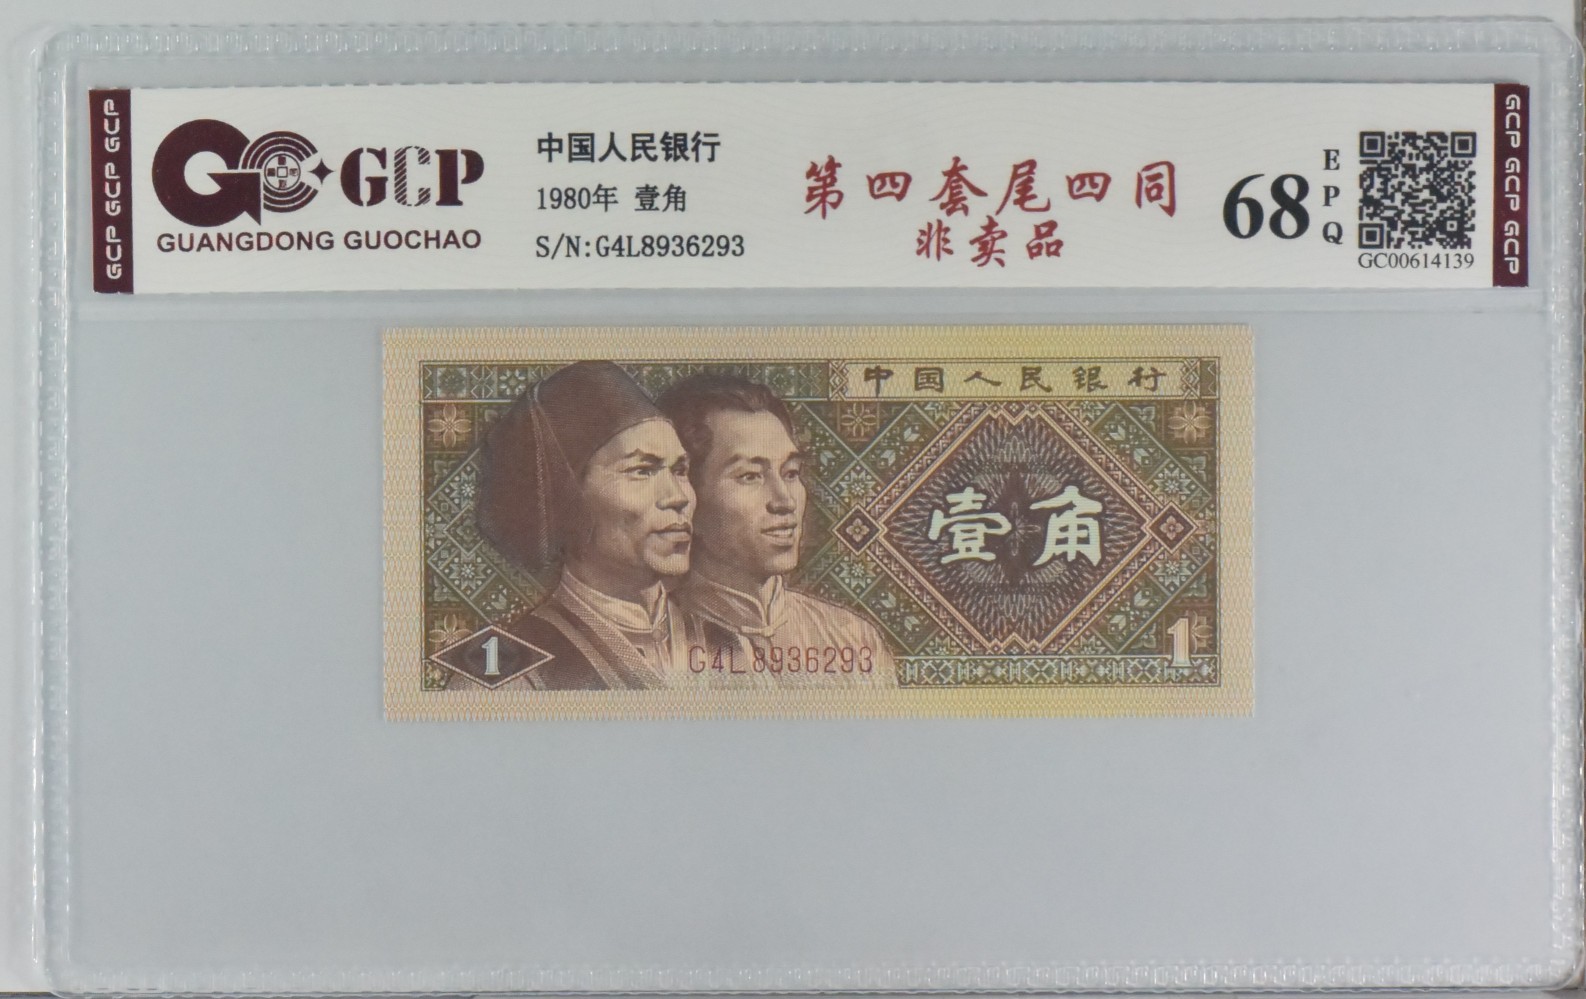 GCP GCP GCP
GCP
GUANGDONG GUOCHAO
中国人民银行
1980年 壹角
S/N:G4L8936293
第四套尾四同
非卖品
68
EPQ
GC00614139
GCP GCP GCP
中国人民银行
壹角
1
G4L8936293
1